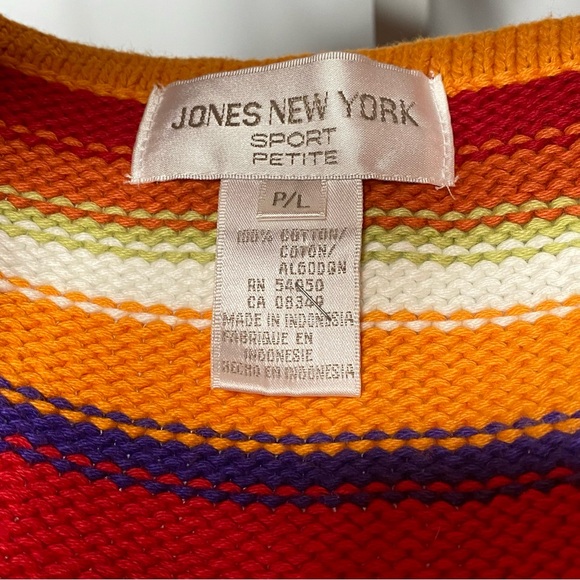 JONES NEW YORK
SPORT
PETITE
P/L
100% COTTON/
COTON/
ALGODON
RN 54050
CA 08349
MADE IN INDONESIA
FABRIQUE EN
INDONESIE
HECHO EN INDONESIA